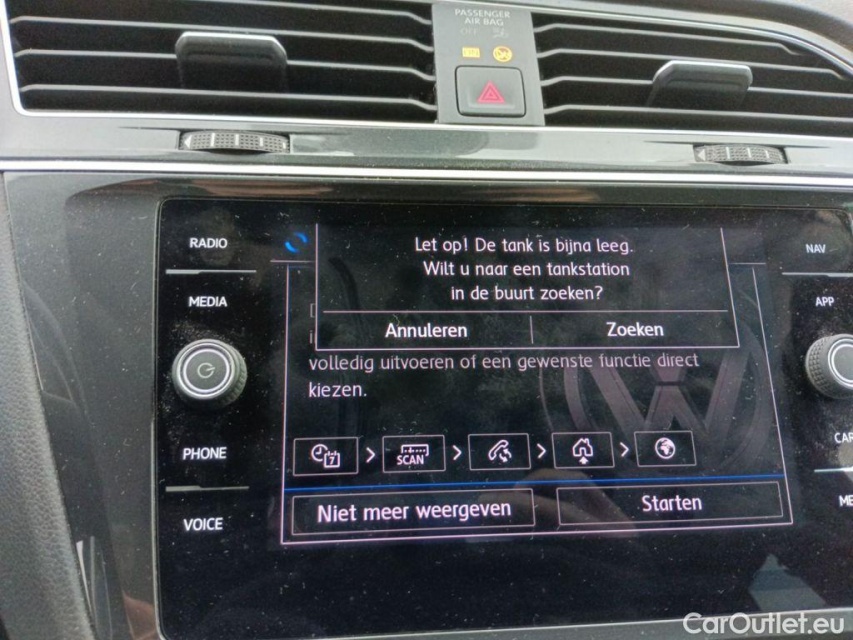 PASSENGER
AIR BAG
RADIO
NAV
MEDIA
APP
Let op! De tank is bijna leeg.
Wilt u naar een tankstation
in de buurt zoeken?
Annuleren
Zoeken
volledig uitvoeren of een gewenste functie direct
kiezen.
PHONE
7
SCAN
VOICE
Niet meer weergeven
Starten
CarOutlet.eu